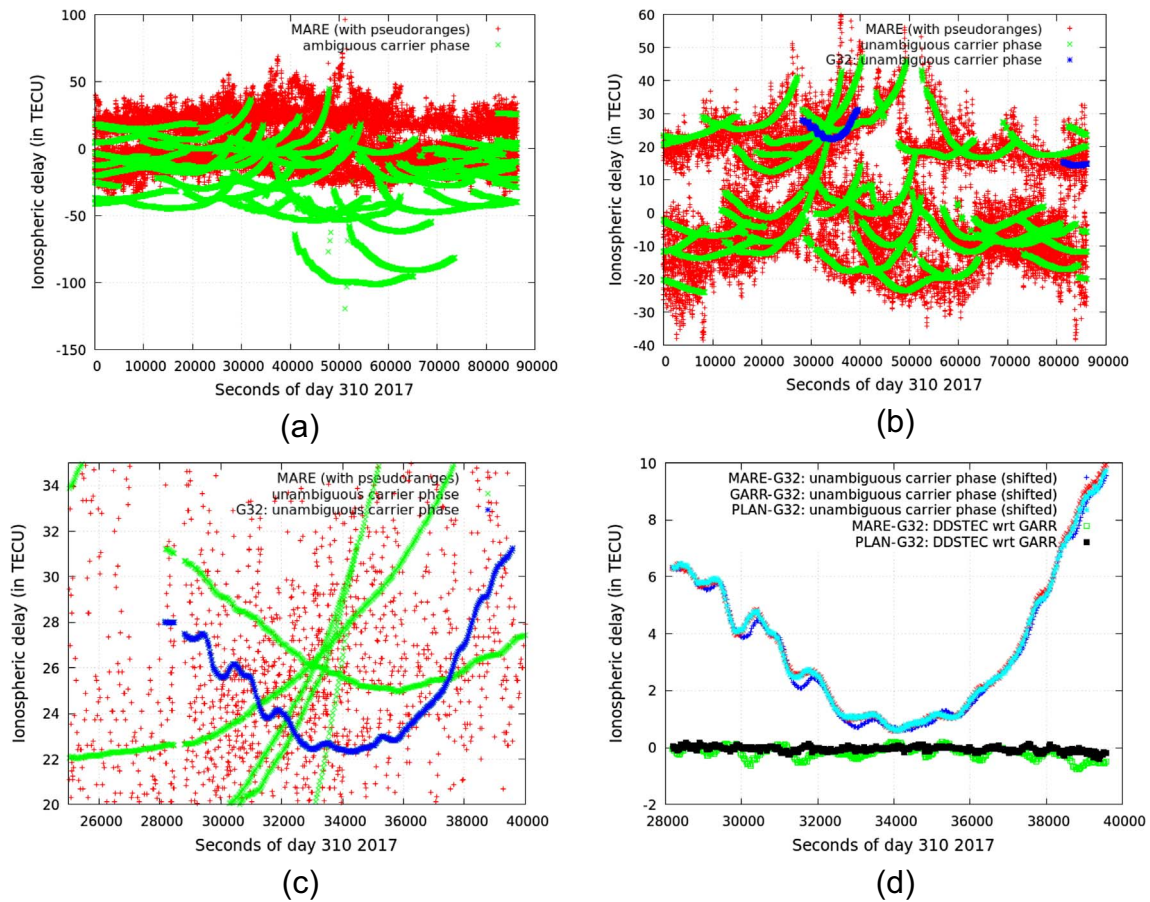 MARE (with pseudoranges)
ambiguous carrier phase
Ionospheric delay (in TECU)
100
50
0
-50
-100
-150
0 10000 20000 30000 40000 50000 60000 70000 80000 90000
Seconds of day 310 2017
(a)
MARE (with pseudoranges)
unambiguous carrier phase
G32: unambiguous carrier phase
Ionospheric delay (in TECU)
60
50
40
30
20
10
0
-10
-20
-30
-40
0 10000 20000 30000 40000 50000 60000 70000 80000 90000
Seconds of day 310 2017
(b)
MARE (with pseudoranges)
unambiguous carrier phase
G32: unambiguous carrier phase
Ionospheric delay (in TECU)
34
32
30
28
26
24
22
20
26000 28000 30000 32000 34000 36000 38000 40000
Seconds of day 310 2017
(c)
MARE-G32: unambiguous carrier phase (shifted)
GARR-G32: unambiguous carrier phase (shifted)
PLAN-G32: unambiguous carrier phase (shifted)
MARE-G32: DDSTEC wrt GARR
PLAN-G32: DDSTEC wrt GARR
Ionospheric delay (in TECU)
10
8
6
4
2
0
-2
28000 30000 32000 34000 36000 38000 40000
Seconds of day 310 2017
(d)